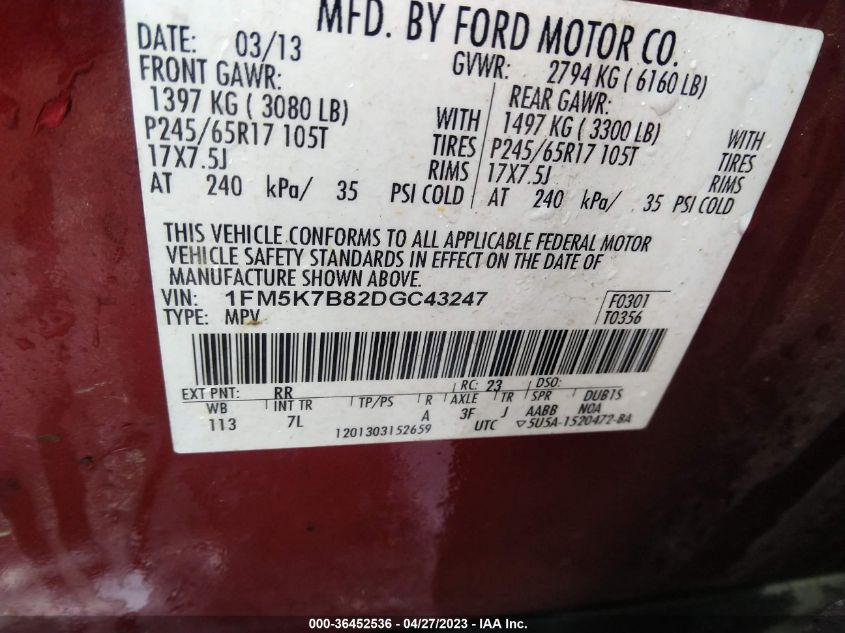 MFD. BY FORD MOTOR CO.
DATE: 03/13
GVWR: 2794 KG ( 6160 LB)
FRONT GAWR:
REAR GAWR:
1397 KG ( 3080 LB)
WITH
1497 KG ( 3300 LB)
WITH
P245/65R17 105T
TIRES
P245/65R17 105T
TIRES
17X7.5J
RIMS
17X7.5J
RIMS
AT 240 kPa/ 35 PSI COLD
AT 240 kPa/ 35 PSI COLD
THIS VEHICLE CONFORMS TO ALL APPLICABLE FEDERAL MOTOR
VEHICLE SAFETY STANDARDS IN EFFECT ON THE DATE OF
MANUFACTURE SHOWN ABOVE.
VIN: 1FM5K7B82DGC43247
F0301
TYPE: MPV
T0356
EXT PNT: RR
RC: 23 DSO:
WB INT TR TP/PS R AXLE TR SPR DUB15
113 7L A 3F J AABB NOA
1201303152659
UTC ▽5U5A-1520472-BA
000-36452536 - 04/27/2023 - IAA Inc.